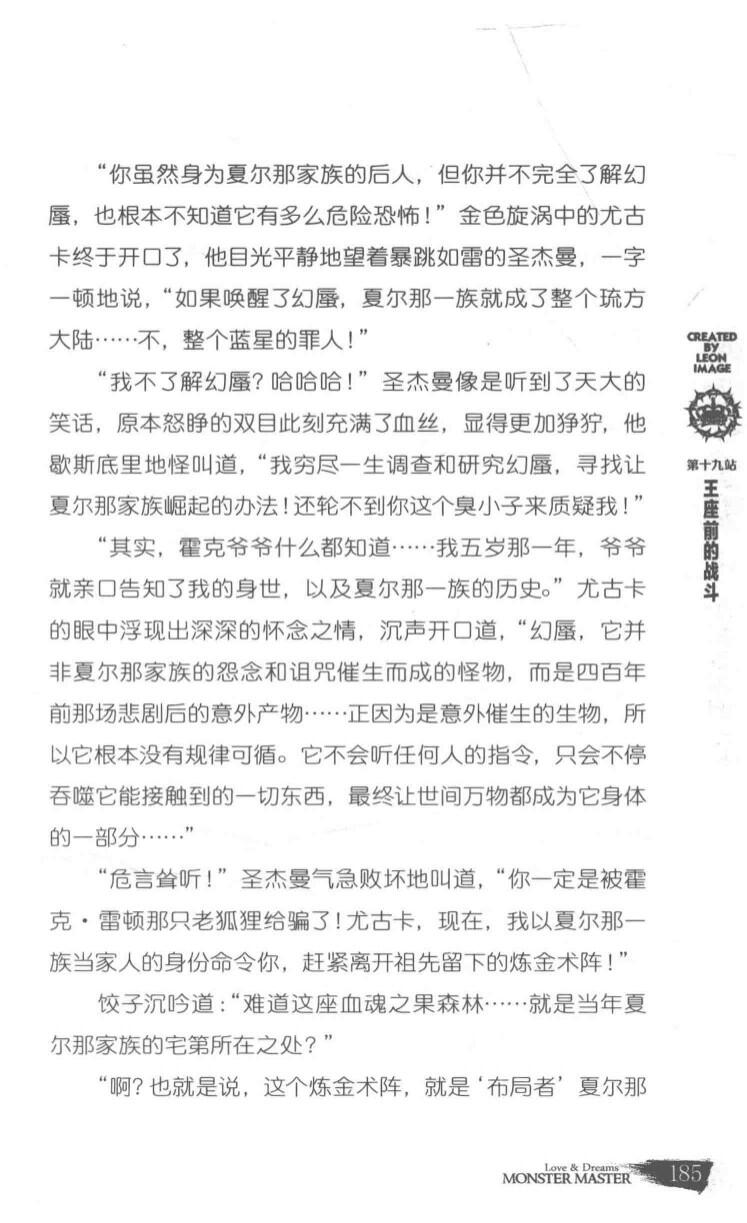 “你虽然身为夏尔那家族的后人，但你并不完全了解幻
蜃，也根本不知道它有多么危险恐怖！”金色旋涡中的尤古
卡终于开口了，他目光平静地望着暴跳如雷的圣杰曼，一字
一顿地说，“如果唤醒了幻蜃，夏尔那一族就成了整个琉方
大陆……不，整个蓝星的罪人！”
“我不了解幻蜃？哈哈哈！”圣杰曼像是听到了天大的
笑话，原本怒睁的双目此刻充满了血丝，显得更加狰狞，他
歇斯底里地怪叫道，“我穷尽一生调查和研究幻蜃，寻找让
夏尔那家族崛起的办法！还轮不到你这个臭小子来质疑我！”
“其实，霍克爷爷什么都知道……我五岁那一年，爷爷
就亲口告知了我的身世，以及夏尔那一族的历史。”尤古卡
的眼中浮现出深深的怀念之情，沉声开口道，“幻蜃，它并
非夏尔那家族的怨念和诅咒催生而成的怪物，而是四百年
前那场悲剧后的意外产物……正因为是意外催生的生物，所
以它根本没有规律可循。它不会听任何人的指令，只会不停
吞噬它能接触到的一切东西，最终让世间万物都成为它身体
的一部分……”
“危言耸听！”圣杰曼气急败坏地叫道，“你一定是被霍
克·雷顿那只老狐狸给骗了！尤古卡，现在，我以夏尔那一
族当家人的身份命令你，赶紧离开祖先留下的炼金术阵！”
饺子沉吟道：“难道这座血魂之果森林……就是当年夏
尔那家族的宅第所在之处？”
“啊？也就是说，这个炼金术阵，就是‘布局者’夏尔那
CREATED
BY
LEON
IMAGE
第十九站
王座前的战斗
Love & Dreams
MONSTER MASTER
185